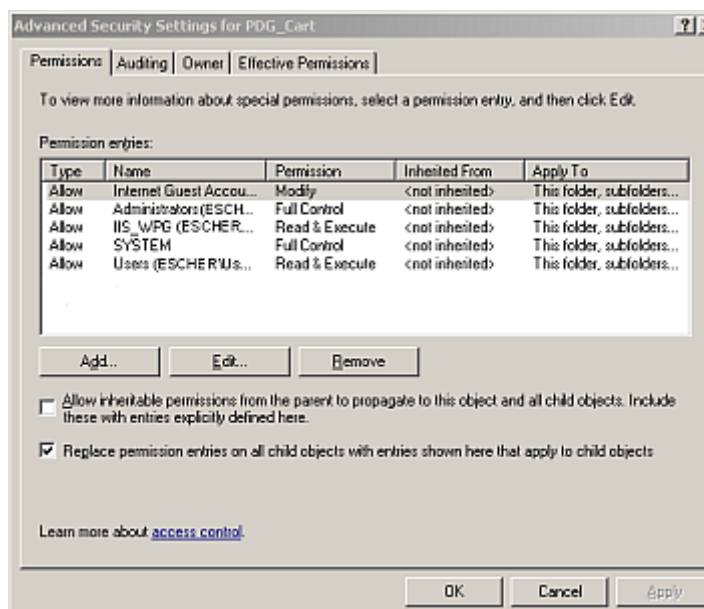 Advanced Security Settings for PDG_Cart
Permissions Auditing Owner Effective Permissions
To view more information about special permissions, select a permission entry, and then click Edit.
Permission entries:
Type Name Permission Inherited From Apply To
Allow Internet Guest Accou... Modify <not inherited> This folder, subfolders...
Allow Administrators (ESCH... Full Control <not inherited> This folder, subfolders...
Allow IIS_WPG (ESCHER... Read & Execute <not inherited> This folder, subfolders...
Allow SYSTEM Full Control <not inherited> This folder, subfolders...
Allow Users (ESCHER\Us... Read & Execute <not inherited> This folder, subfolders...
Add... Edit... Remove
Allow inheritable permissions from the parent to propagate to this object and all child objects. Include
these with entries explicitly defined here.
Replace permission entries on all child objects with entries shown here that apply to child objects
Learn more about access control.
OK Cancel Apply